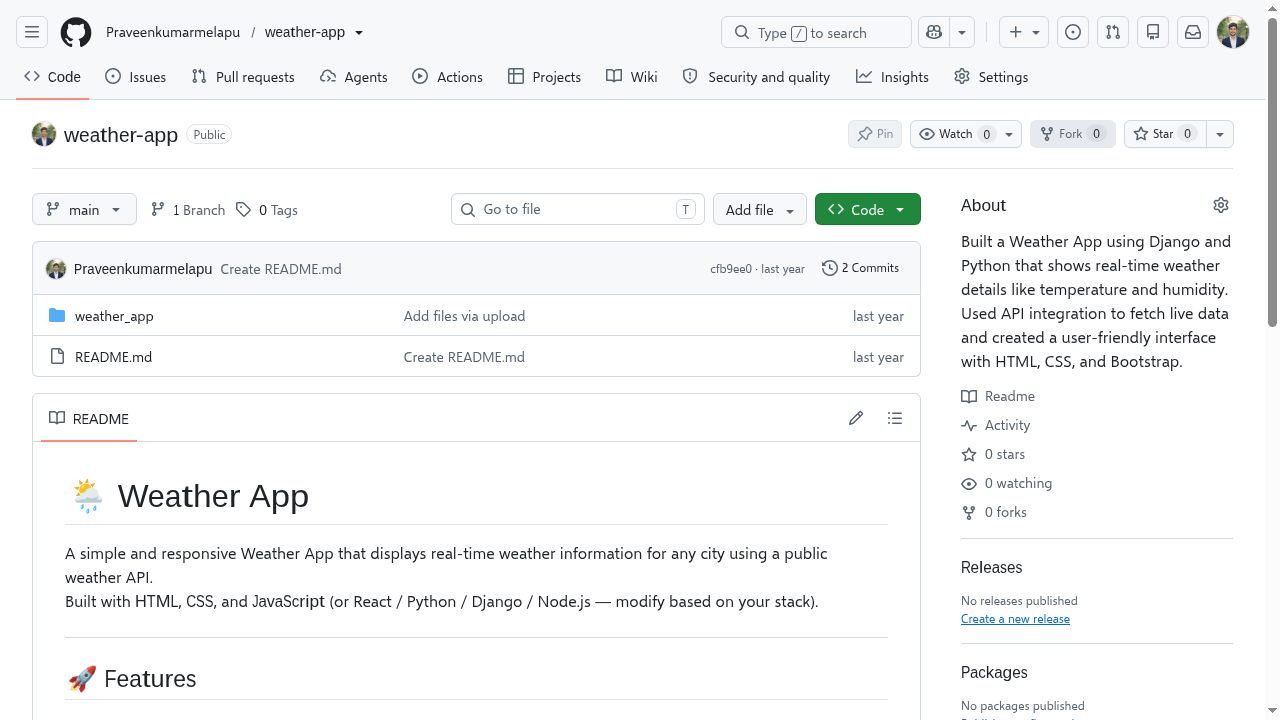 Praveenkumarmelapu / weather-app
Type / to search
Code
Issues
Pull requests
Agents
Actions
Projects
Wiki
Security and quality
Insights
Settings
weather-app Public
Pin
Watch 0
Fork 0
Star 0
main
1 Branch
0 Tags
Go to file T
Add file
Code
Praveenkumarmelapu Create README.md
cfb9ee0 · last year
2 Commits
weather_app Add files via upload last year
README.md Create README.md last year
README
Weather App
A simple and responsive Weather App that displays real-time weather information for any city using a public
weather API.
Built with HTML, CSS, and JavaScript (or React / Python / Django / Node.js — modify based on your stack).
🚀 Features
About
Built a Weather App using Django and
Python that shows real-time weather
details like temperature and humidity.
Used API integration to fetch live data
and created a user-friendly interface
with HTML, CSS, and Bootstrap.
Readme
Activity
0 stars
0 watching
0 forks
Releases
No releases published
Create a new release
Packages
No packages published